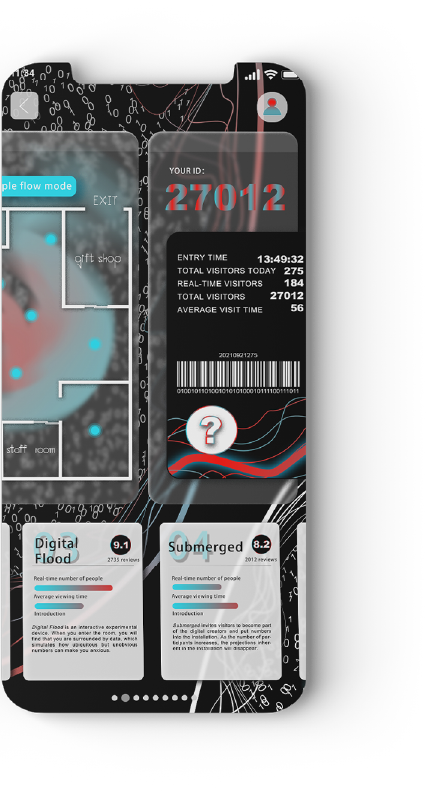 11:34
ple flow mode
EXIT
gift shop
staff room
YOUR ID:
27012
ENTRY TIME 13:49:32
TOTAL VISITORS TODAY 275
REAL-TIME VISITORS 184
TOTAL VISITORS 27012
AVERAGE VISIT TIME 56
20210921275
?
03
Digital
Flood
9.1
2735 reviews
Real-time number of people
Average viewing time
Introduction
Digital Flood is an interactive experimental
device. When you enter the room, you will
find that you are surrounded by data, which
simulates how ubiquitous but unobvious
numbers can make you anxious.
04
Submerged
8.2
2012 reviews
Real-time number of people
Average viewing time
Introduction
Submerged invites visitors to become part
of the digital creators and put numbers
into the installation. As the number of par-
ticipants increases, the projections inher-
ent in the installation will disappear.